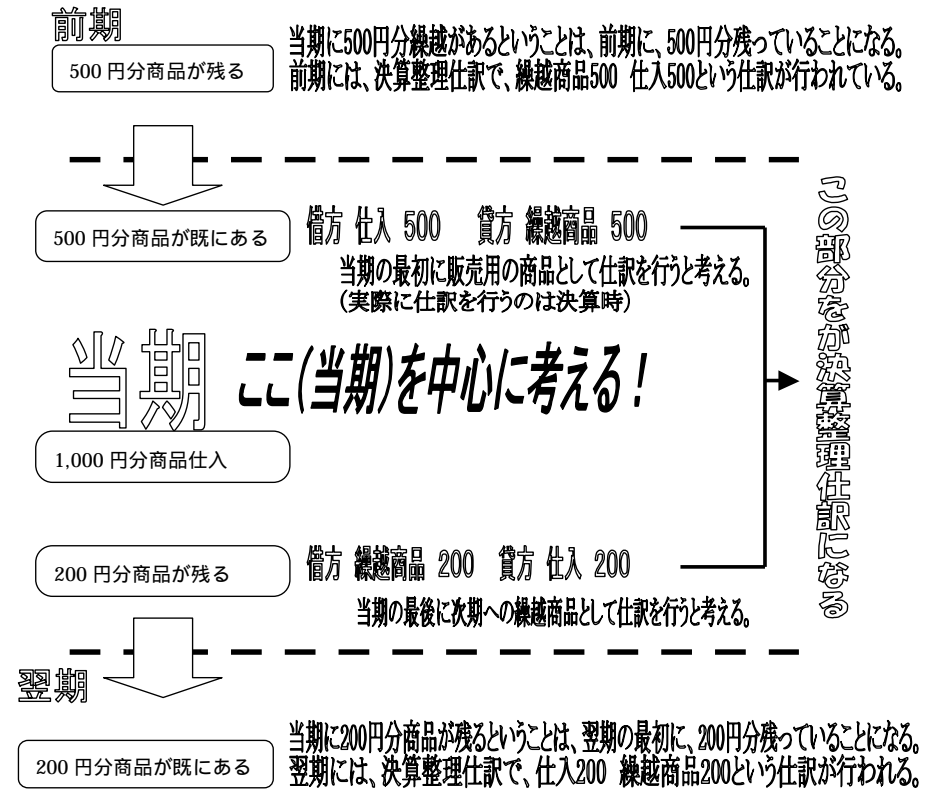 前期
500 円分商品が残る
当期に500円分繰越があるということは、前期に、500円分残っていることになる。
前期には、決算整理仕訳で、繰越商品500 仕入500という仕訳が行われている。
500 円分商品が既にある
借方 仕入 500 貸方 繰越商品 500
当期の最初に販売用の商品として仕訳を行うと考える。
(実際に仕訳を行うのは決算時)
当期
ここ(当期)を中心に考える!
1,000 円分商品仕入
200 円分商品が残る
借方 繰越商品 200 貸方 仕入 200
当期の最後に次期への繰越商品として仕訳を行うと考える。
この部分をが決算整理仕訳になる
翌期
200 円分商品が既にある
当期に200円分商品が残るということは、翌期の最初に、200円分残っていることになる。
翌期には、決算整理仕訳で、仕入200 繰越商品200という仕訳が行われる。